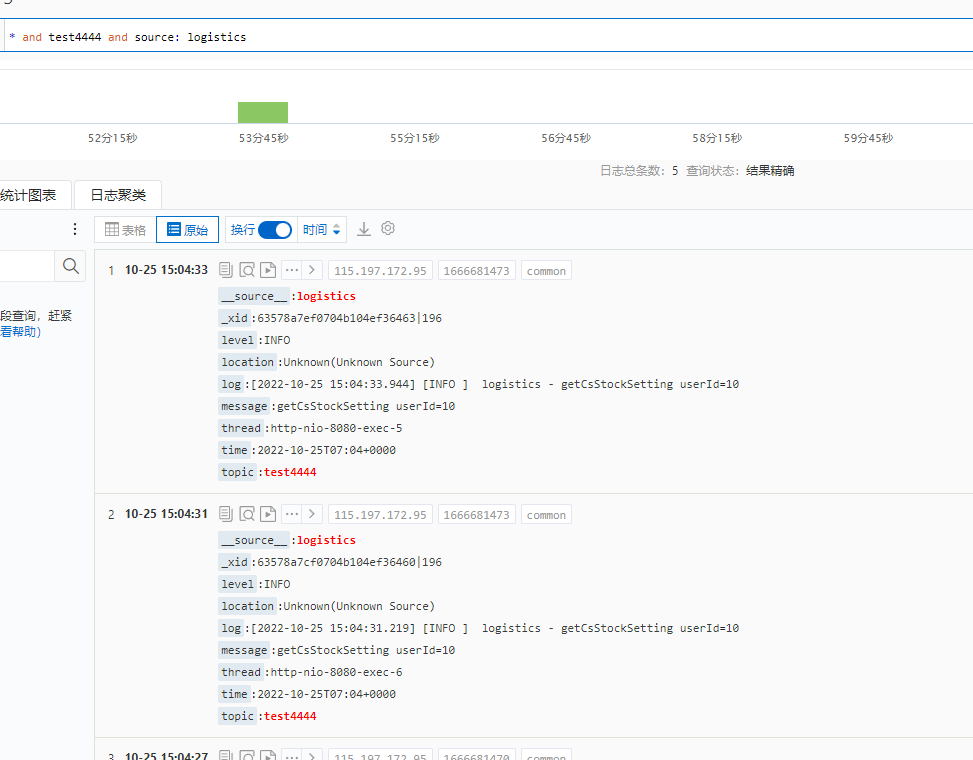 * and test4444 and source: logistics
52分15秒 53分45秒 55分15秒 56分45秒 58分15秒 59分45秒
日志总条数: 5 查询状态: 结果精确
统计图表 日志聚类
表格 原始 换行 时间
段查询，赶紧
看帮助)
1 10-25 15:04:33 115.197.172.95 1666681473 common
__source__:logistics
_xid:63578a7ef0704b104ef36463|196
level:INFO
location:Unknown(Unknown Source)
log:[2022-10-25 15:04:33.944] [INFO ] logistics - getCsStockSetting userId=10
message:getCsStockSetting userId=10
thread:http-nio-8080-exec-5
time:2022-10-25T07:04+0000
topic:test4444
2 10-25 15:04:31 115.197.172.95 1666681473 common
__source__:logistics
_xid:63578a7cf0704b104ef36460|196
level:INFO
location:Unknown(Unknown Source)
log:[2022-10-25 15:04:31.219] [INFO ] logistics - getCsStockSetting userId=10
message:getCsStockSetting userId=10
thread:http-nio-8080-exec-6
time:2022-10-25T07:04+0000
topic:test4444
3 10-25 15:04:27 115.197.172.95 1666681470 common